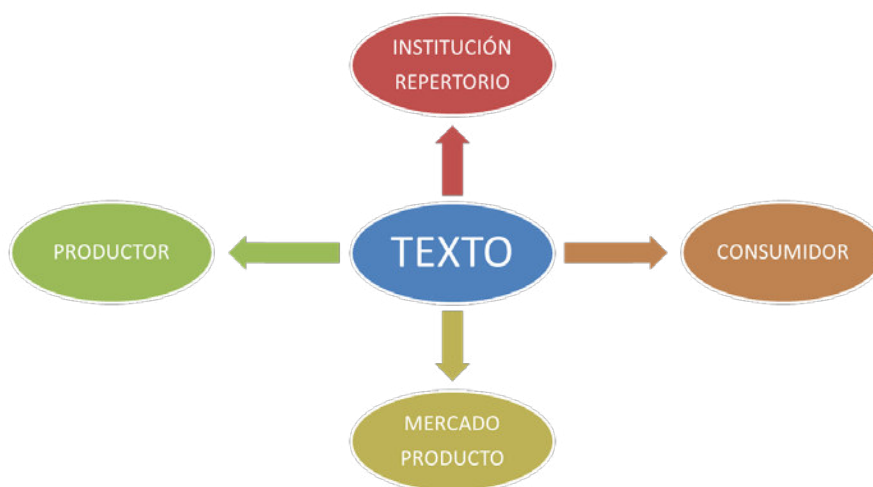 INSTITUCIÓN
REPERTORIO
PRODUCTOR
TEXTO
CONSUMIDOR
MERCADO
PRODUCTO